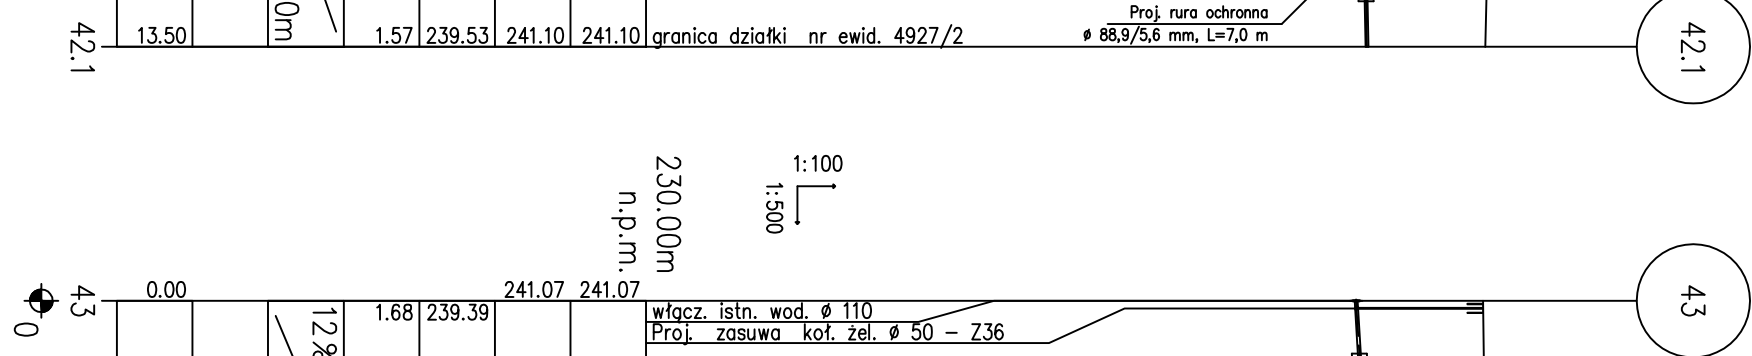 0m
Proj. rura ochronna
ø 88,9/5,6 mm, L=7,0 m
42.1
13.50
1.57
239.53
241.10
241.10
granica działki nr ewid. 4927/2
42.1
1:100
1:500
230.00m
n.p.m.
0
43
0.00
241.07
241.07
43
12%
1.68
239.39
włącz. istn. wod. ø 110
Proj. zasuwa koł. żel. ø 50 - Z36